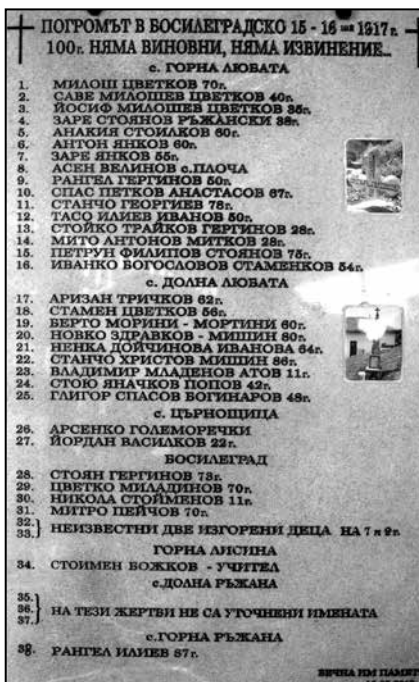 ПОГРОМЪТ В БОСИЛЕГРАДСКО 15 - 16 май 1917г.
100г. НЯМА ВИНОВНИ, НЯМА ИЗВИНЕНИЕ...
с. ГОРНА ЛЮБАТА
1. МИЛОШ ЦВЕТКОВ 70г.
2. САВЕ МИЛОШЕВ ЦВЕТКОВ 40г.
3. ЙОСИФ МИЛОШЕВ ЦВЕТКОВ 35г.
4. ЗАРЕ СТОЯНОВ РЪЖАНСКИ 38г.
5. АНАКИЯ СТОИЛКОВ 60г.
6. АНТОН ЯНКОВ 60г.
7. ЗАРЕ ЯНКОВ 55г.
8. АСЕН ВЕЛИНОВ с.ПЛОЧА
9. РАНГЕЛ ГЕРГИНОВ 50г.
10. СПАС ПЕТКОВ АНАСТАСОВ 67г.
11. СТАНЧО ГЕОРГИЕВ 78г.
12. ТАСО ИЛИЕВ ИВАНОВ 50г.
13. СТОЙКО ТРАЙКОВ ГЕРГИНОВ 28г.
14. МИТО АНТОНОВ МИТКОВ 28г.
15. ПЕТРУН ФИЛИПОВ СТОЯНОВ 75г.
16. ИВАНКО БОГОСЛОВОВ СТАМЕНКОВ 54г.
с. ДОЛНА ЛЮБАТА
17. АРИЗАН ТРИЧКОВ 62г.
18. СТАМЕН ЦВЕТКОВ 56г.
19. БЕРТО МОРИНИ - МОРТИНИ 60г.
20. НОВКО ЗДРАВКОВ - МИШИН 80г.
21. НЕНКА ДОЙЧИНОВА ИВАНОВА 64г.
22. СТАНЧО ХРИСТОВ МИШИН 86г.
23. ВЛАДИМИР МЛАДЕНОВ АТОВ 11г.
24. СТОЮ ЯНАЧКОВ ПОПОВ 42г.
25. ГЛИГОР СПАСОВ БОГИНАРОВ 48г.
с. ЦЪРНОЩИЦА
26. АРСЕНКО ГОЛЕМОРЕЧКИ
27. ЙОРДАН ВАСИЛКОВ 22г.
БОСИЛЕГРАД
28. СТОЯН ГЕРГИНОВ 73г.
29. ЦВЕТКО МИЛАДИНОВ 70г.
30. НИКОЛА СТОЙМЕНОВ 11г.
31. МИТРО ПЕЙЧОВ 70г.
32.
33.} НЕИЗВЕСТНИ ДВЕ ИЗГОРЕНИ ДЕЦА НА 7 и 9г.
ГОРНА ЛИСИНА
34. СТОИМЕН БОЖКОВ - УЧИТЕЛ
с.ДОЛНА РЪЖАНА
35.
36.} НА ТЕЗИ ЖЕРТВИ НЕ СА УТОЧНЕНИ ИМЕНАТА
37.
с.ГОРНА РЪЖАНА
38. РАНГЕЛ ИЛИЕВ 57г.
ВЕЧНА ИМ ПАМЕТ